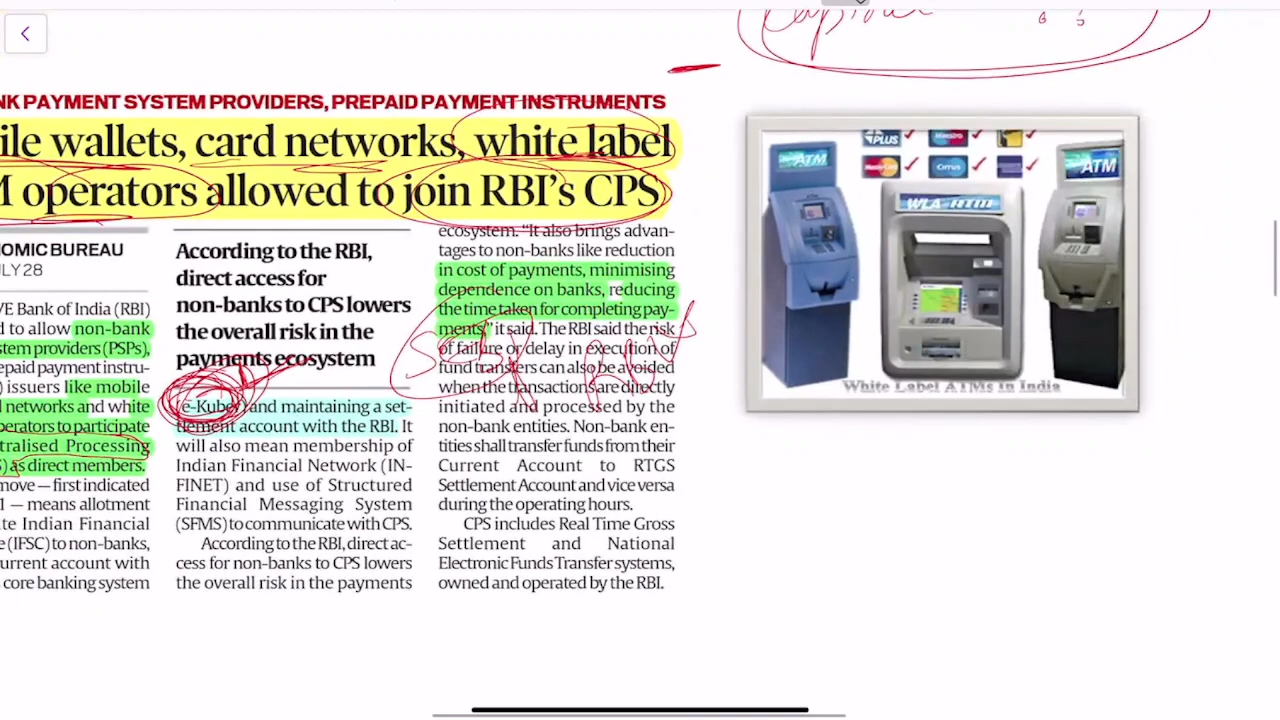 NK PAYMENT SYSTEM PROVIDERS, PREPAID PAYMENT INSTRUMENTS
ile wallets, card networks, white label
M operators allowed to join RBI's CPS
OMIC BUREAU
LY 28
VE Bank of India (RBI)
d to allow non-bank
stem providers (PSPs),
epaid payment instru-
) issuers like mobile
d networks and white
perators to participate
tralised Processing
S) as direct members.
move — first indicated
1 — means allotment
te Indian Financial
e (IFSC) to non-banks,
urrent account with
s core banking system
According to the RBI,
direct access for
non-banks to CPS lowers
the overall risk in the
payments ecosystem
(e-Kuber) and maintaining a set-
tlement account with the RBI. It
will also mean membership of
Indian Financial Network (IN-
FINET) and use of Structured
Financial Messaging System
(SFMS) to communicate with CPS.
According to the RBI, direct ac-
cess for non-banks to CPS lowers
the overall risk in the payments
ecosystem. "It also brings advan-
tages to non-banks like reduction
in cost of payments, minimising
dependence on banks, reducing
the time taken for completing pay-
ments," it said. The RBI said the risk
of failure or delay in execution of
fund transfers can also be avoided
when the transactions are directly
initiated and processed by the
non-bank entities. Non-bank en-
tities shall transfer funds from their
Current Account to RTGS
Settlement Account and vice versa
during the operating hours.
CPS includes Real Time Gross
Settlement and National
Electronic Funds Transfer systems,
owned and operated by the RBI.
PLUS
Maestro
MasterCard
Cirrus
ATM
WLA-ATM
ATM
White Label ATMs in India